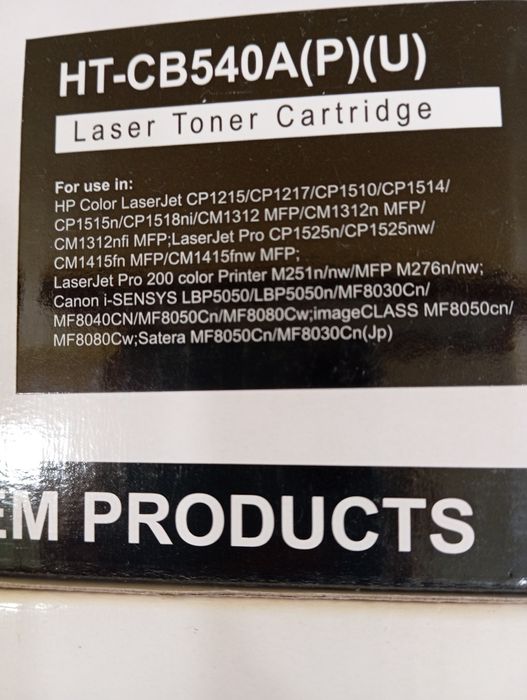 HT-CB540A(P)(U)
Laser Toner Cartridge
For use in:
HP Color LaserJet CP1215/CP1217/CP1510/CP1514/
CP1515n/CP1518ni/CM1312 MFP/CM1312n MFP/
CM1312nfi MFP;LaserJet Pro CP1525n/CP1525nw/
CM1415fn MFP/CM1415fnw MFP;
LaserJet Pro 200 color Printer M251n/nw/MFP M276n/nw;
Canon i-SENSYS LBP5050/LBP5050n/MF8030Cn/
MF8040CN/MF8050Cn/MF8080Cw;imageCLASS MF8050cn/
MF8080Cw;Satera MF8050Cn/MF8030Cn(Jp)
EM PRODUCTS